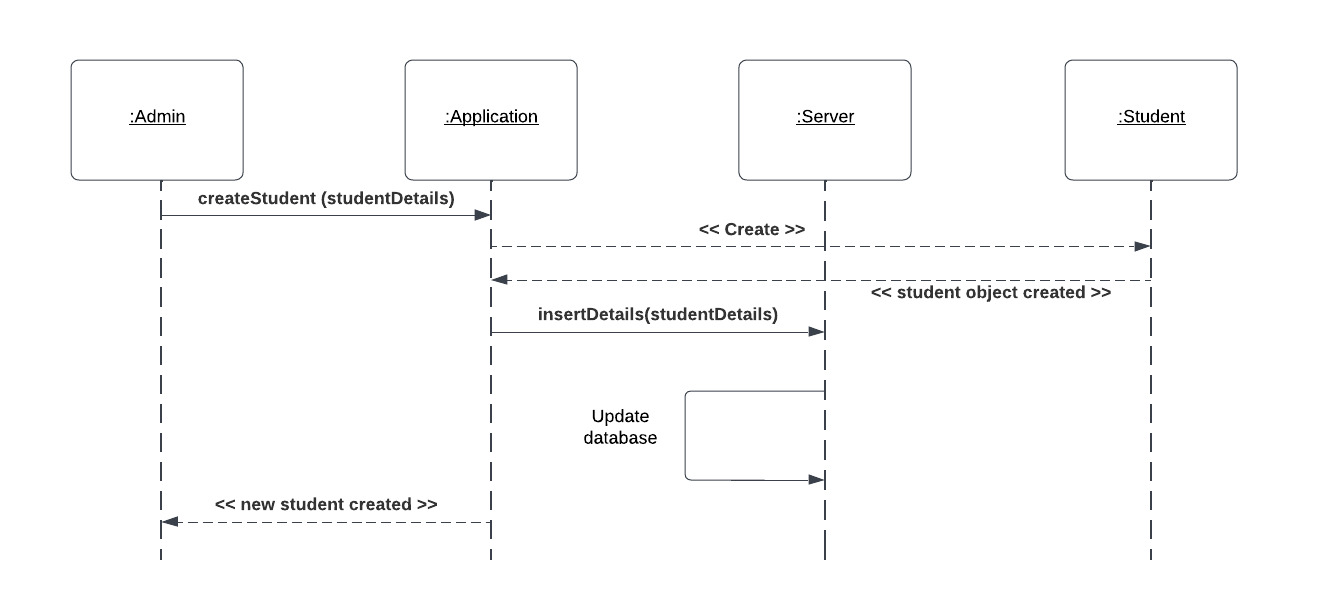 :Admin
:Application
:Server
:Student
createStudent (studentDetails)
<< Create >>
<< student object created >>
insertDetails(studentDetails)
Update
database
<< new student created >>